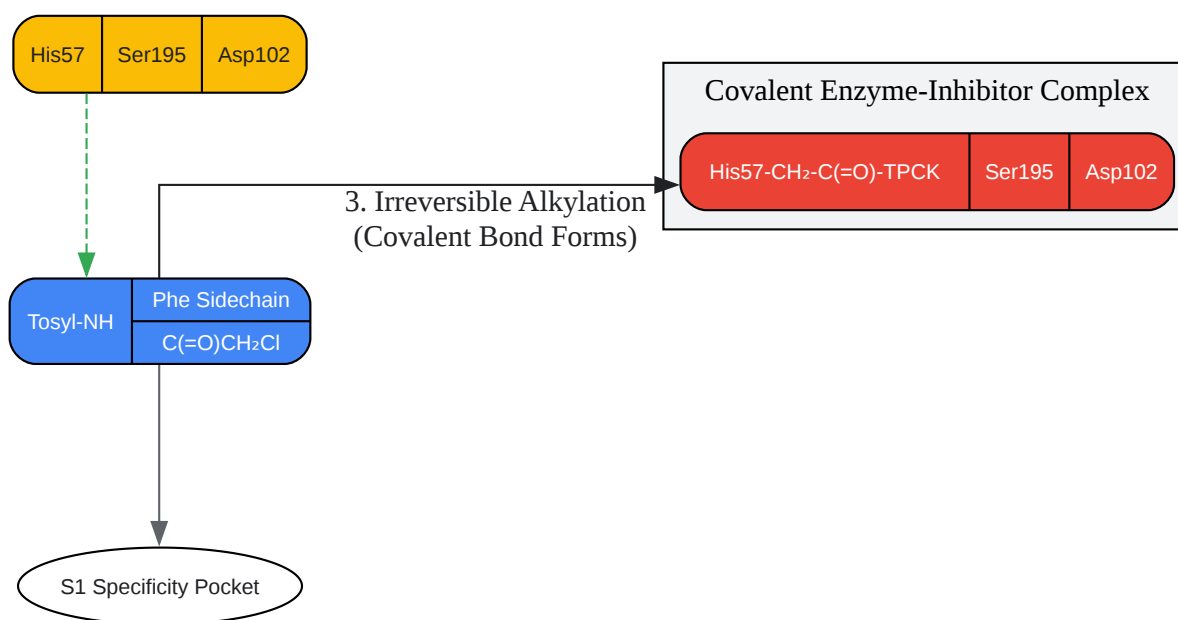 His57 Ser195 Asp102
Covalent Enzyme-Inhibitor Complex
His57-CH₂-C(=O)-TPCK Ser195 Asp102
3. Irreversible Alkylation
(Covalent Bond Forms)
Tosyl-NH
Phe Sidechain
C(=O)CH₂Cl
S1 Specificity Pocket